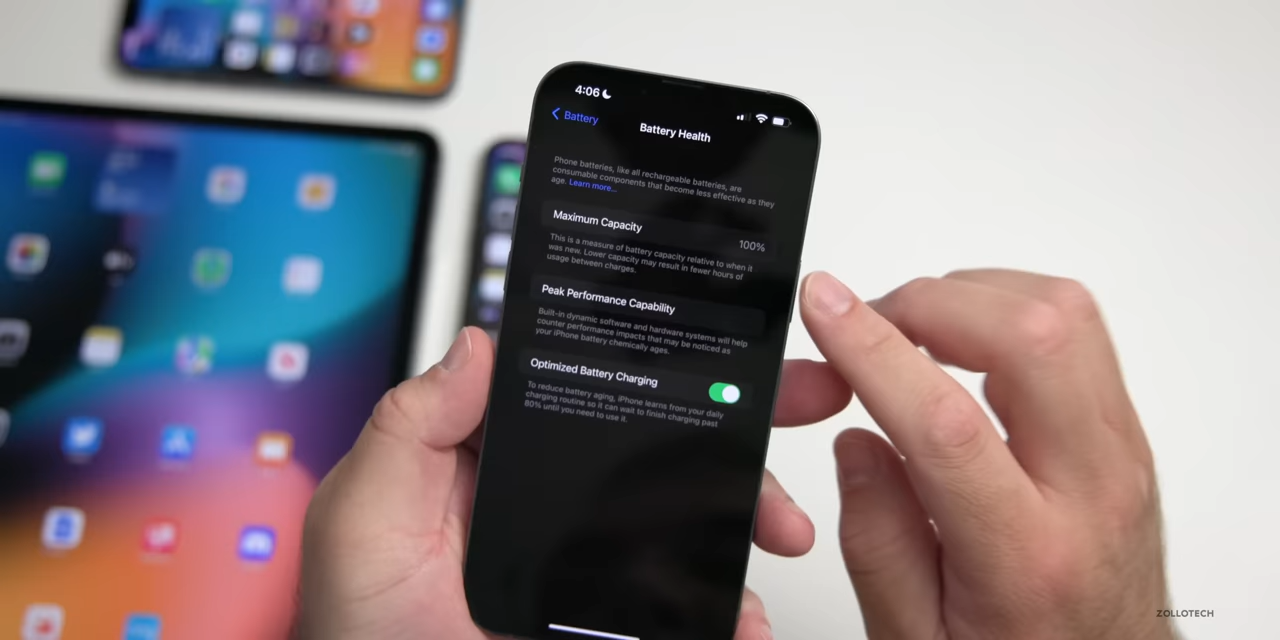 4:06
Battery
Battery Health
Phone batteries, like all rechargeable batteries, are
consumable components that become less effective as they
age. Learn more...
Maximum Capacity
100%
This is a measure of battery capacity relative to when it
was new. Lower capacity may result in fewer hours of
usage between charges.
Peak Performance Capability
Built-in dynamic software and hardware systems will help
counter performance impacts that may be noticed as
your iPhone battery chemically ages.
Optimized Battery Charging
To reduce battery aging, iPhone learns from your daily
charging routine so it can wait to finish charging past
80% until you need to use it.
ZOLLOTECH